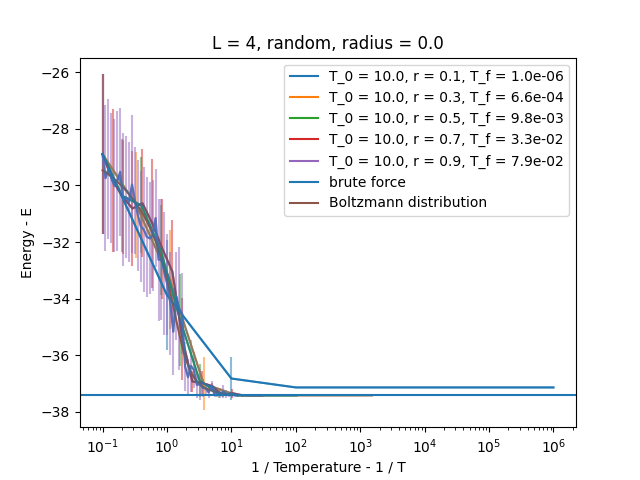 L = 4, random, radius = 0.0
T_0 = 10.0, r = 0.1, T_f = 1.0e-06
T_0 = 10.0, r = 0.3, T_f = 6.6e-04
T_0 = 10.0, r = 0.5, T_f = 9.8e-03
T_0 = 10.0, r = 0.7, T_f = 3.3e-02
T_0 = 10.0, r = 0.9, T_f = 7.9e-02
brute force
Boltzmann distribution
Energy - E
−26
−28
−30
−32
−34
−36
−38
10⁻¹ 10⁰ 10¹ 10² 10³ 10⁴ 10⁵ 10⁶
1 / Temperature - 1 / T